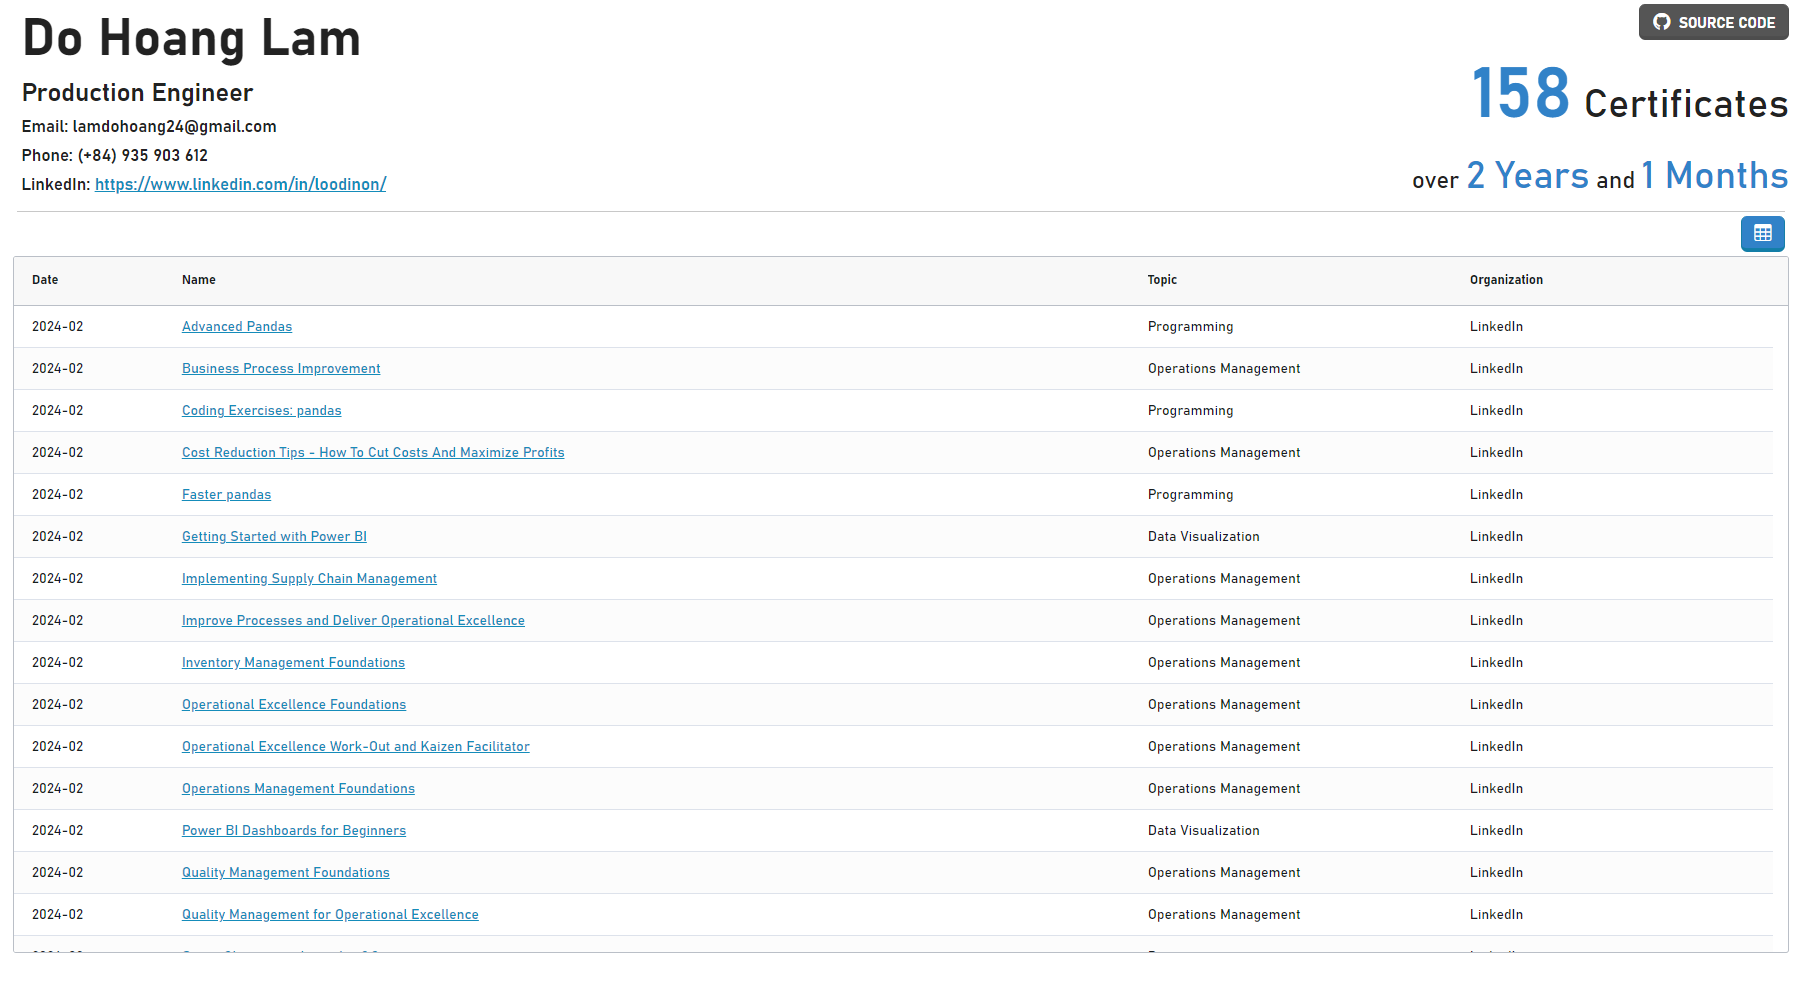 Do Hoang Lam
SOURCE CODE
Production Engineer
158 Certificates
Email: lamdohoang24@gmail.com
Phone: (+84) 935 903 612
LinkedIn: https://www.linkedin.com/in/loodinon/
over 2 Years and 1 Months
Date Name Topic Organization
2024-02 Advanced Pandas Programming LinkedIn
2024-02 Business Process Improvement Operations Management LinkedIn
2024-02 Coding Exercises: pandas Programming LinkedIn
2024-02 Cost Reduction Tips - How To Cut Costs And Maximize Profits Operations Management LinkedIn
2024-02 Faster pandas Programming LinkedIn
2024-02 Getting Started with Power BI Data Visualization LinkedIn
2024-02 Implementing Supply Chain Management Operations Management LinkedIn
2024-02 Improve Processes and Deliver Operational Excellence Operations Management LinkedIn
2024-02 Inventory Management Foundations Operations Management LinkedIn
2024-02 Operational Excellence Foundations Operations Management LinkedIn
2024-02 Operational Excellence Work-Out and Kaizen Facilitator Operations Management LinkedIn
2024-02 Operations Management Foundations Operations Management LinkedIn
2024-02 Power BI Dashboards for Beginners Data Visualization LinkedIn
2024-02 Quality Management Foundations Operations Management LinkedIn
2024-02 Quality Management for Operational Excellence Operations Management LinkedIn